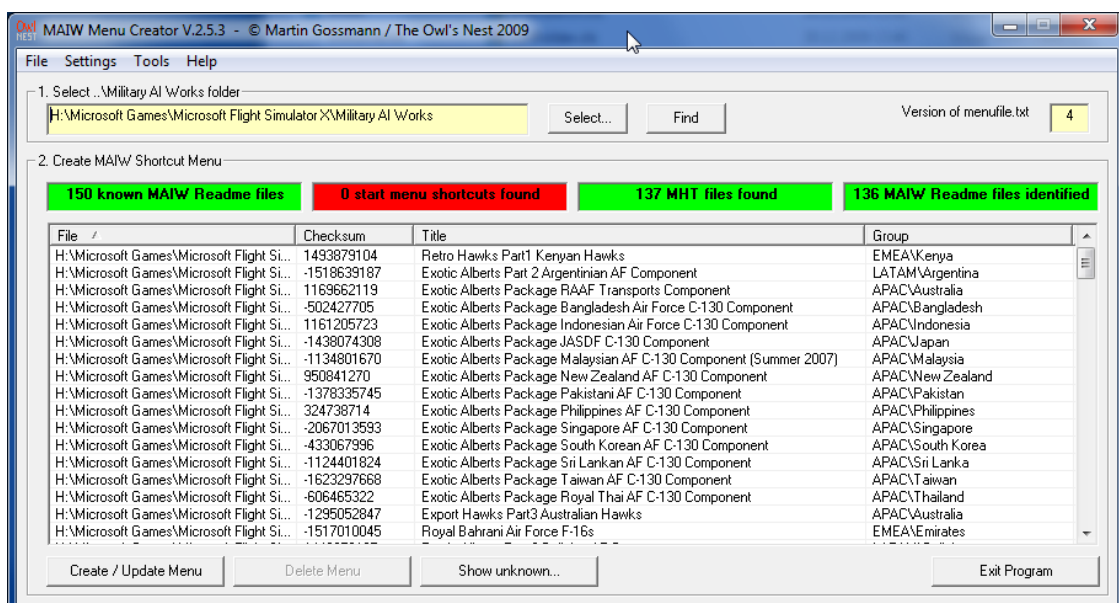 Owl NEST MAIW Menu Creator V.2.5.3 - © Martin Gossmann / The Owl's Nest 2009
File Settings Tools Help
1. Select ..\Military AI Works folder
H:\Microsoft Games\Microsoft Flight Simulator X\Military AI Works Select... Find Version of menufile.txt 4
2. Create MAIW Shortcut Menu
150 known MAIW Readme files 0 start menu shortcuts found 137 MHT files found 136 MAIW Readme files identified
File Checksum Title Group
H:\Microsoft Games\Microsoft Flight Si... 1493879104 Retro Hawks Part1 Kenyan Hawks EMEA\Kenya
H:\Microsoft Games\Microsoft Flight Si... -1518639187 Exotic Alberts Part 2 Argentinian AF Component LATAM\Argentina
H:\Microsoft Games\Microsoft Flight Si... 1169662119 Exotic Alberts Package RAAF Transports Component APAC\Australia
H:\Microsoft Games\Microsoft Flight Si... -502427705 Exotic Alberts Package Bangladesh Air Force C-130 Component APAC\Bangladesh
H:\Microsoft Games\Microsoft Flight Si... 1161205723 Exotic Alberts Package Indonesian Air Force C-130 Component APAC\Indonesia
H:\Microsoft Games\Microsoft Flight Si... -1438074308 Exotic Alberts Package JASDF C-130 Component APAC\Japan
H:\Microsoft Games\Microsoft Flight Si... -1134801670 Exotic Alberts Package Malaysian AF C-130 Component (Summer 2007) APAC\Malaysia
H:\Microsoft Games\Microsoft Flight Si... 950841270 Exotic Alberts Package New Zealand AF C-130 Component APAC\New Zealand
H:\Microsoft Games\Microsoft Flight Si... -1378335745 Exotic Alberts Package Pakistani AF C-130 Component APAC\Pakistan
H:\Microsoft Games\Microsoft Flight Si... 324738714 Exotic Alberts Package Philippines AF C-130 Component APAC\Philippines
H:\Microsoft Games\Microsoft Flight Si... -2067013593 Exotic Alberts Package Singapore AF C-130 Component APAC\Singapore
H:\Microsoft Games\Microsoft Flight Si... -433067996 Exotic Alberts Package South Korean AF C-130 Component APAC\South Korea
H:\Microsoft Games\Microsoft Flight Si... -1124401824 Exotic Alberts Package Sri Lankan AF C-130 Component APAC\Sri Lanka
H:\Microsoft Games\Microsoft Flight Si... -1623297668 Exotic Alberts Package Taiwan AF C-130 Component APAC\Taiwan
H:\Microsoft Games\Microsoft Flight Si... -606465322 Exotic Alberts Package Royal Thai AF C-130 Component APAC\Thailand
H:\Microsoft Games\Microsoft Flight Si... -1295052847 Export Hawks Part3 Australian Hawks APAC\Australia
H:\Microsoft Games\Microsoft Flight Si... -1517010045 Royal Bahrani Air Force F-16s EMEA\Emirates
Create / Update Menu Delete Menu Show unknown... Exit Program